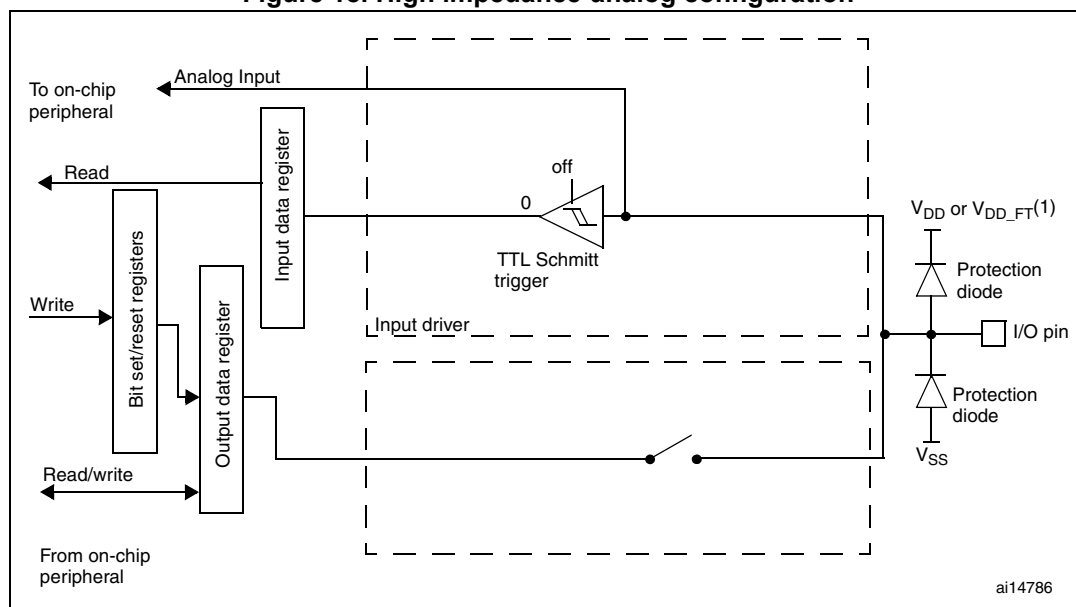 Figure 18. High impedance-analog configuration
Analog Input
To on-chip
peripheral
Read
Input data register
off
0
TTL Schmitt
trigger
Input driver
VDD or VDD_FT(1)
Protection
diode
I/O pin
Write
Bit set/reset registers
Output data register
Protection
diode
VSS
Read/write
From on-chip
peripheral
ai14786